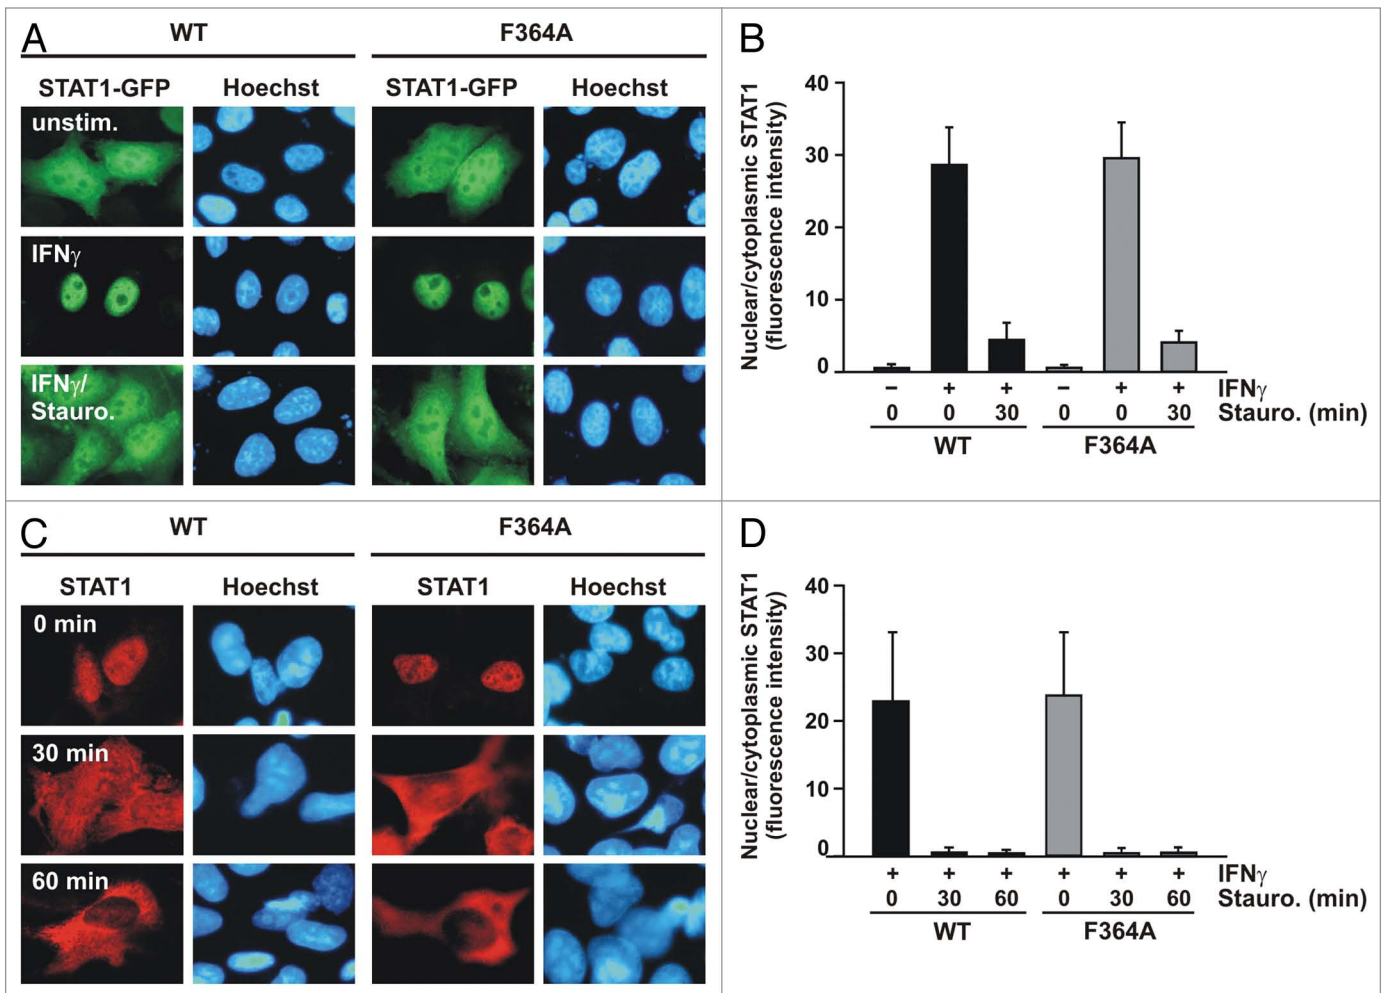 A
WT
F364A
STAT1-GFP
Hoechst
STAT1-GFP
Hoechst
unstim.
IFNγ
IFNγ/
Stauro.
B
Nuclear/cytoplasmic STAT1
(fluorescence intensity)
40
30
20
10
0
– + + – + + IFNγ
0 0 30 0 0 30 Stauro. (min)
WT F364A
C
WT
F364A
STAT1
Hoechst
STAT1
Hoechst
0 min
30 min
60 min
D
Nuclear/cytoplasmic STAT1
(fluorescence intensity)
40
30
20
10
0
+ + + + + + IFNγ
0 30 60 0 30 60 Stauro. (min)
WT F364A